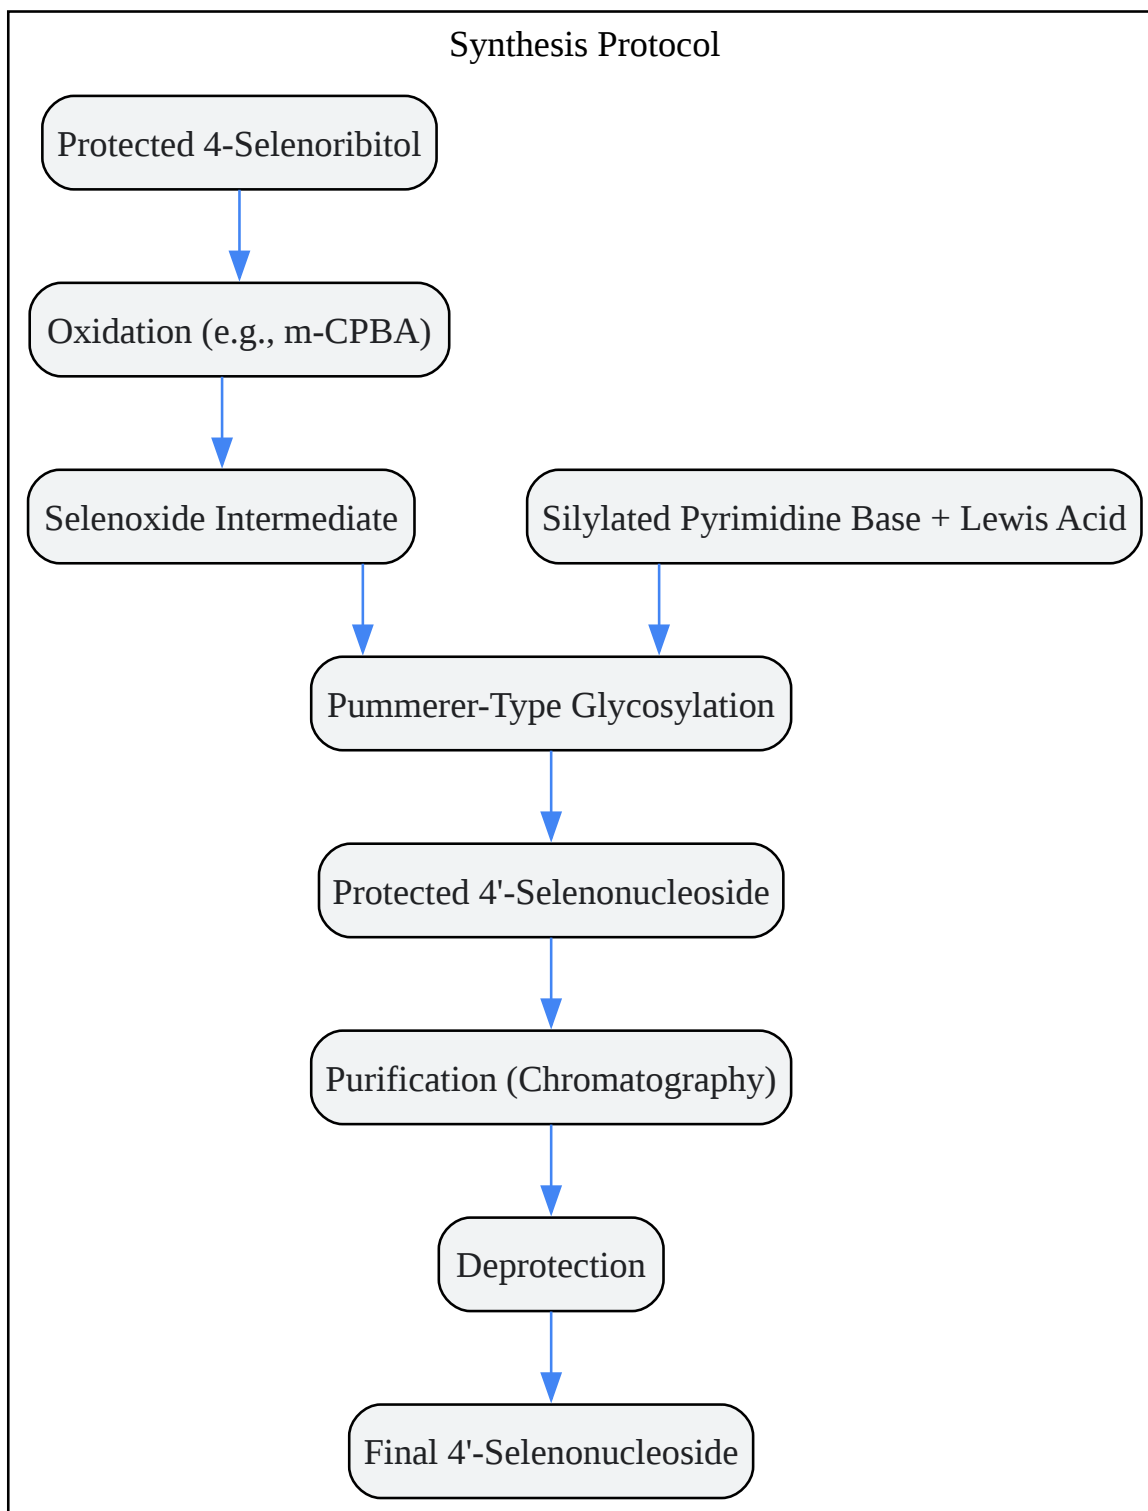 Synthesis Protocol
Protected 4-Selenoribitol
Oxidation (e.g., m-CPBA)
Selenoxide Intermediate
Silylated Pyrimidine Base + Lewis Acid
Pummerer-Type Glycosylation
Protected 4'-Selenonucleoside
Purification (Chromatography)
Deprotection
Final 4'-Selenonucleoside